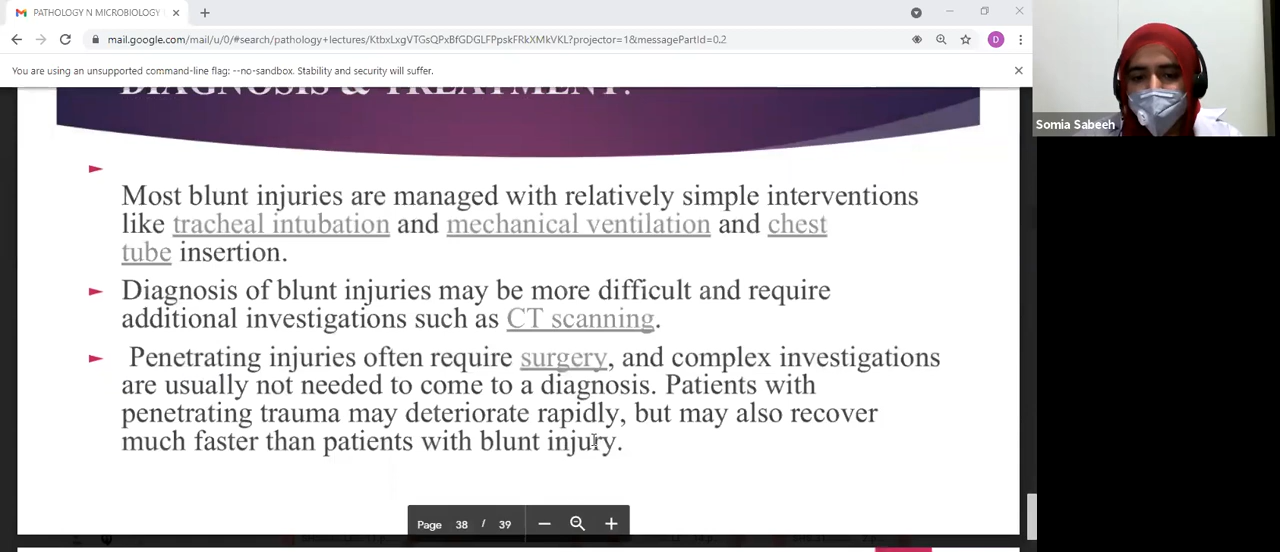 PATHOLOGY N MICROBIOLOGY
mail.google.com/mail/u/0/#search/pathology+lectures/KtbxLxgVTGsQPxBfGDGLFPpskFRkXMkVKL?projector=1&messagePartId=0.2
D
You are using an unsupported command-line flag: --no-sandbox. Stability and security will suffer.
Somia Sabeeh
DIAGNOSIS & TREATMENT:
Most blunt injuries are managed with relatively simple interventions
like tracheal intubation and mechanical ventilation and chest
tube insertion.
Diagnosis of blunt injuries may be more difficult and require
additional investigations such as CT scanning.
Penetrating injuries often require surgery, and complex investigations
are usually not needed to come to a diagnosis. Patients with
penetrating trauma may deteriorate rapidly, but may also recover
much faster than patients with blunt injury.
Page 38 / 39